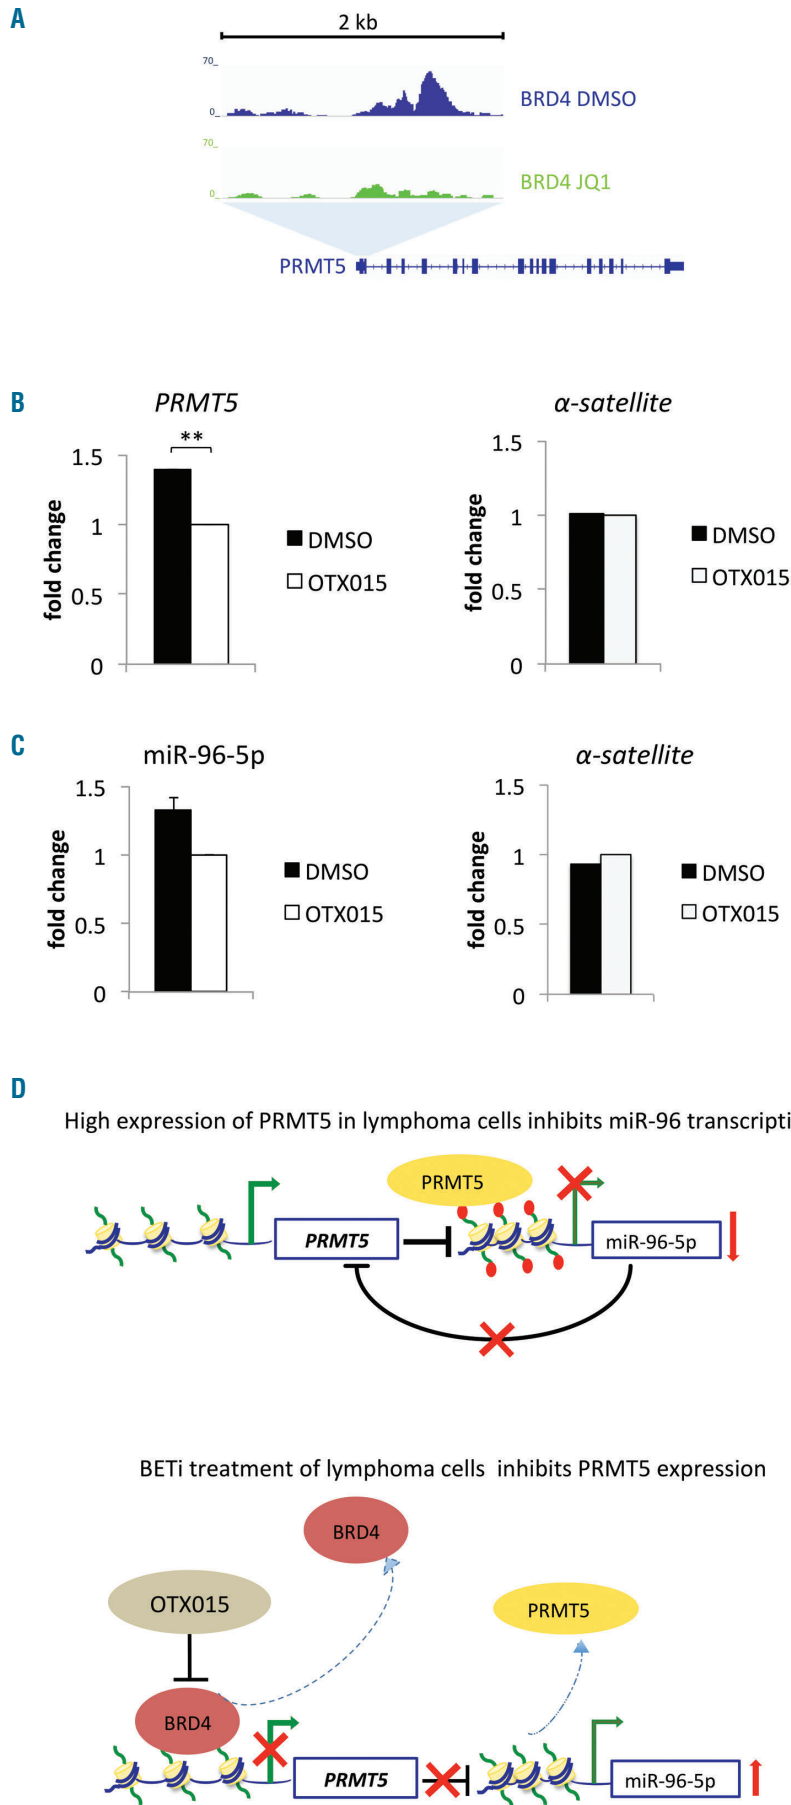 A
2 kb
70_
BRD4 DMSO
0_
70_
BRD4 JQ1
0_
PRMT5
B
PRMT5
**
1.5
1
0.5
0
fold change
DMSO
OTX015
α-satellite
1.5
1
0.5
0
fold change
DMSO
OTX015
C
miR-96-5p
1.5
1
0.5
0
fold change
DMSO
OTX015
α-satellite
1.5
1
0.5
0
fold change
DMSO
OTX015
D
High expression of PRMT5 in lymphoma cells inhibits miR-96 transcripti
PRMT5
PRMT5
miR-96-5p
BETi treatment of lymphoma cells inhibits PRMT5 expression
BRD4
OTX015
PRMT5
BRD4
PRMT5
miR-96-5p